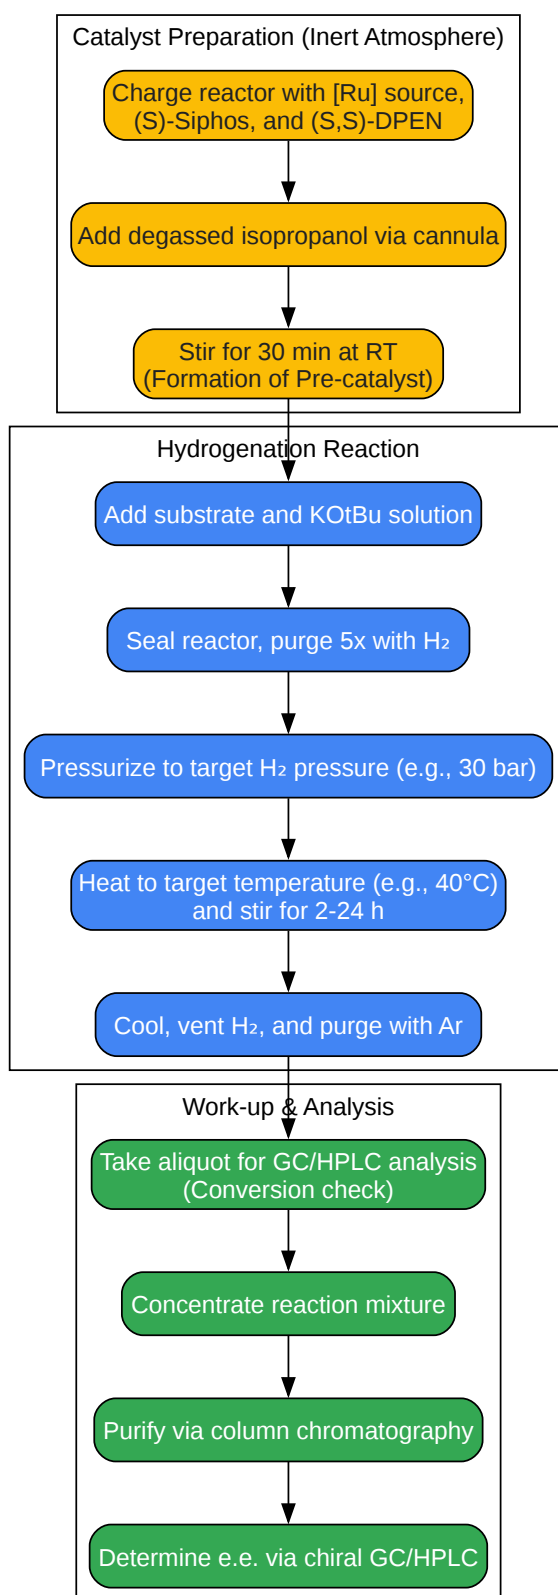 Catalyst Preparation (Inert Atmosphere)
Charge reactor with [Ru] source,
(S)-Siphos, and (S,S)-DPEN
Add degassed isopropanol via cannula
Stir for 30 min at RT
(Formation of Pre-catalyst)
Hydrogenation Reaction
Add substrate and KOtBu solution
Seal reactor, purge 5x with H₂
Pressurize to target H₂ pressure (e.g., 30 bar)
Heat to target temperature (e.g., 40°C)
and stir for 2-24 h
Cool, vent H₂, and purge with Ar
Work-up & Analysis
Take aliquot for GC/HPLC analysis
(Conversion check)
Concentrate reaction mixture
Purify via column chromatography
Determine e.e. via chiral GC/HPLC